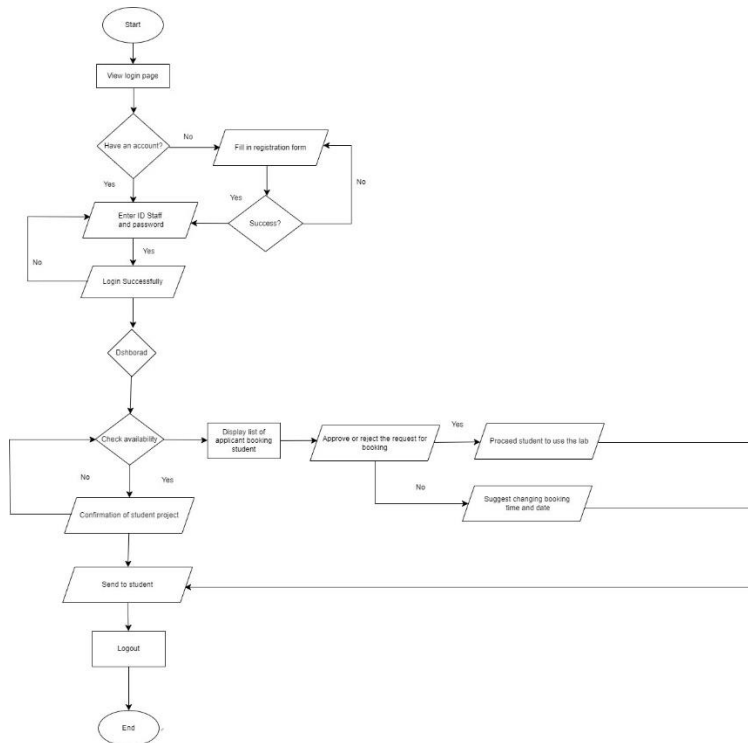 Start
View login page
Have an account?
No
Fill in registration form
No
Yes
Yes
Success?
Enter ID Staff
and password
Yes
No
Login Successfully
Dshborad
Check availability
Display list of
applicant booking
student
Approve or reject the request for
booking
Yes
Proceed student to use the lab
No
Yes
No
Suggest changing booking
time and date
Confirmation of student project
Send to student
Logout
End